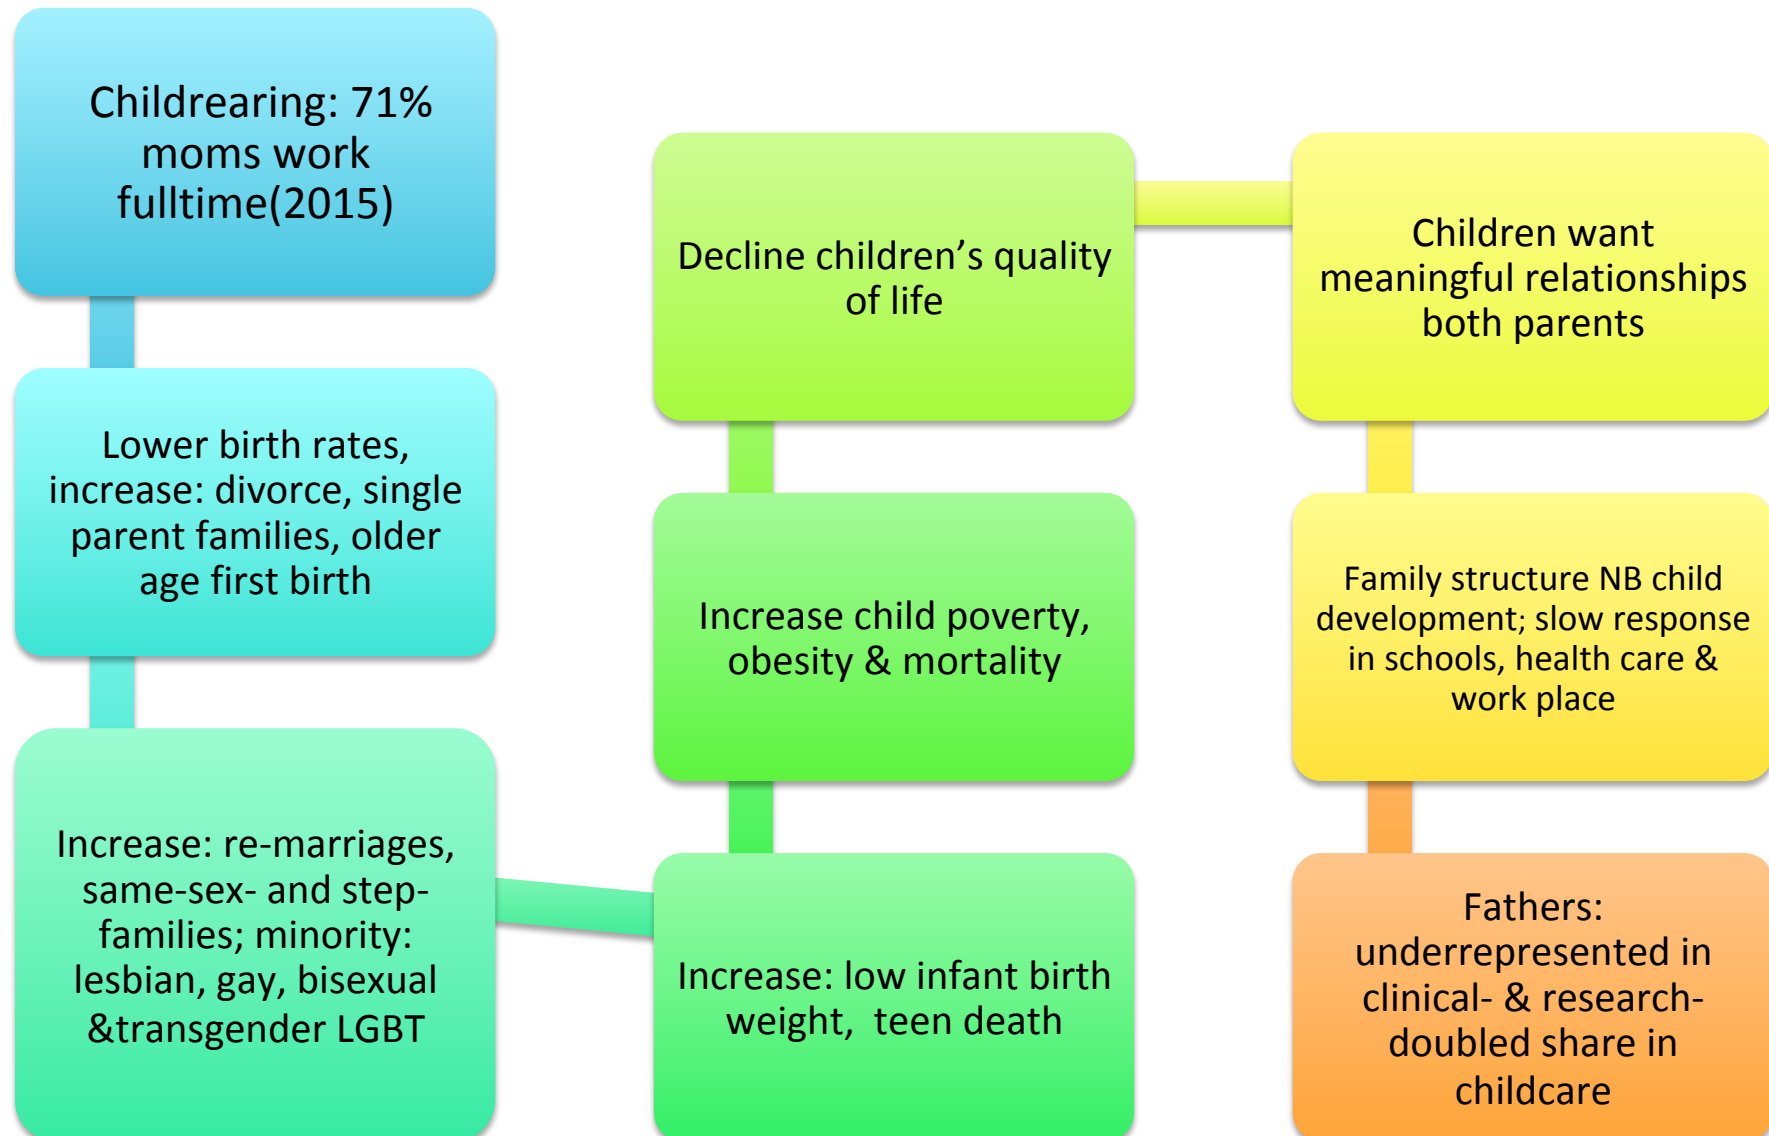 Childrearing: 71%
moms work
fulltime(2015)
Lower birth rates,
increase: divorce, single
parent families, older
age first birth
Increase: re-marriages,
same-sex- and step-
families; minority:
lesbian, gay, bisexual
&transgender LGBT
Increase: low infant birth
weight,  teen death
Increase child poverty,
obesity & mortality
Decline children’s quality
of life
Children want
meaningful relationships
both parents
Family structure NB child
development; slow response
in schools, health care &
work place
Fathers:
underrepresented in
clinical- & research-
doubled share in
childcare